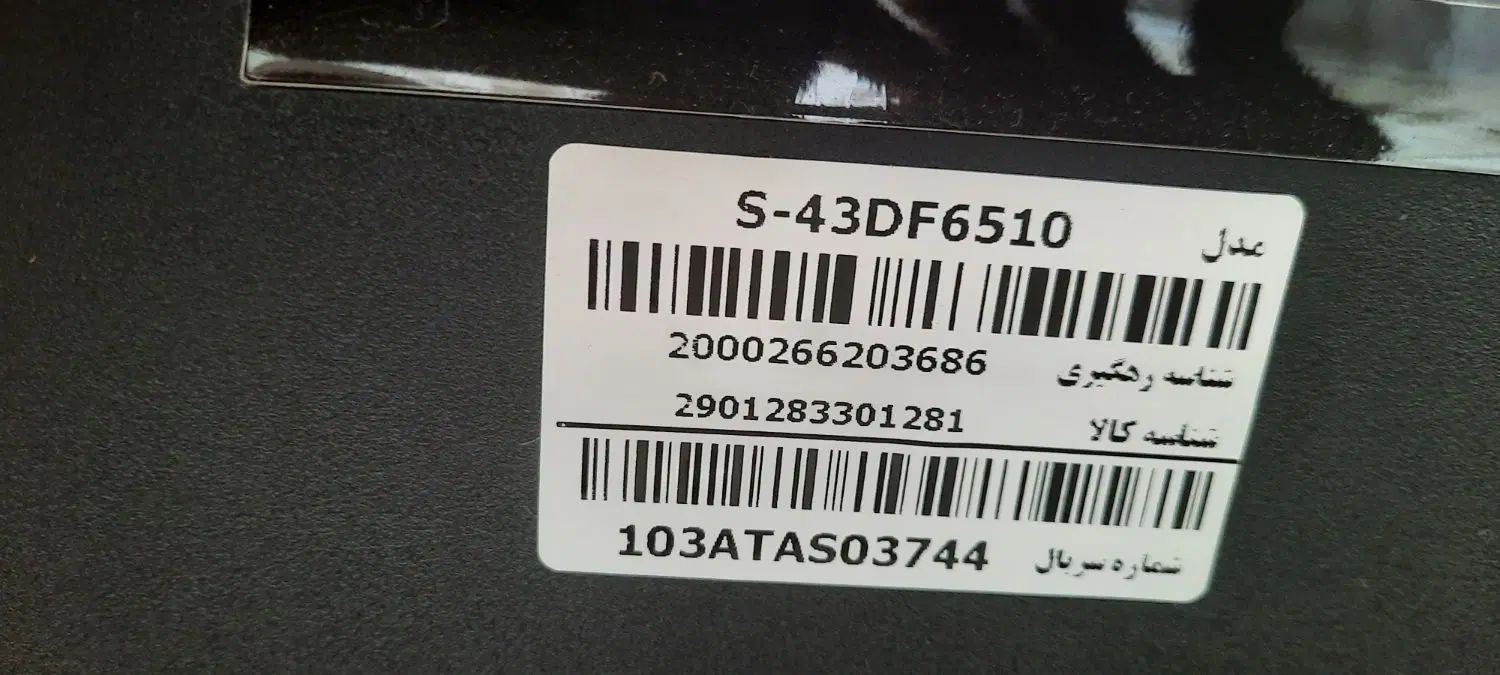 مدل S-43DF6510
شناسه رهگیری 2000266203686
شناسه کالا 2901283301281
شماره سریال 103ATAS03744